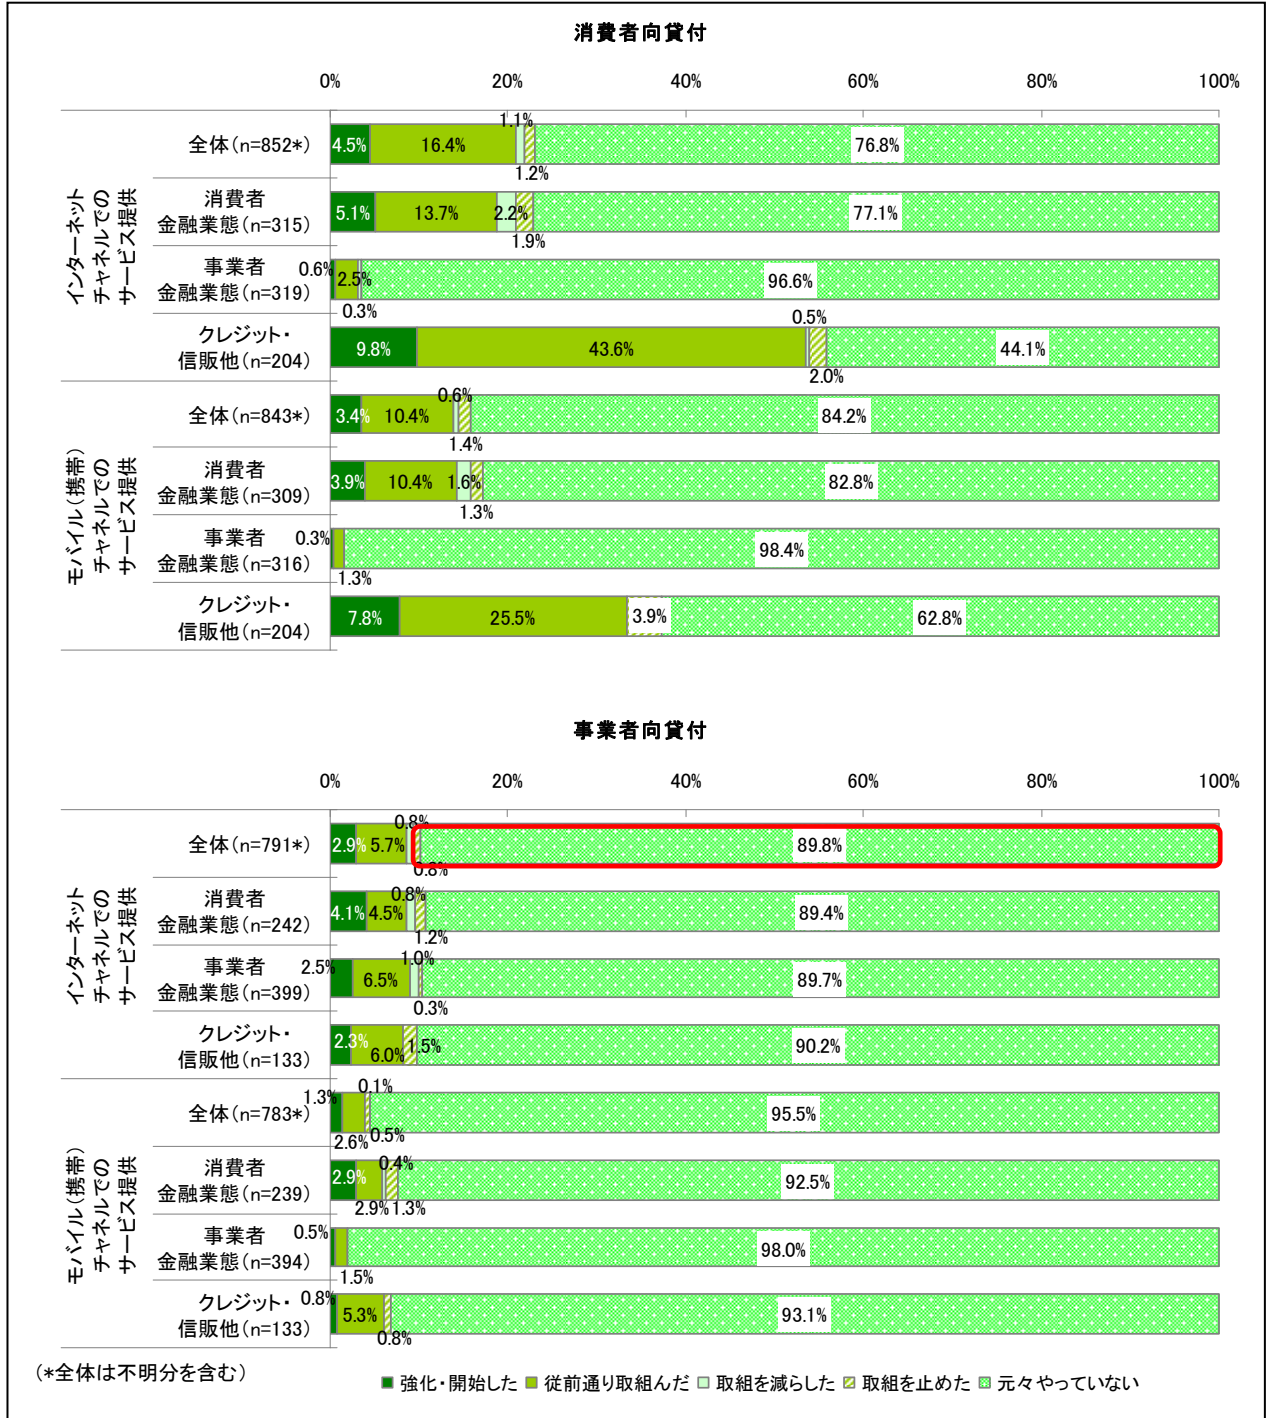 消費者向貸付
0% 20% 40% 60% 80% 100%
インターネット
チャネルでの
サービス提供
全体(n=852*) 4.5% 16.4% 1.1% 1.2% 76.8%
消費者
金融業態(n=315) 5.1% 13.7% 2.2% 1.9% 77.1%
事業者
金融業態(n=319) 0.6% 2.5% 0.3% 96.6%
クレジット・
信販他(n=204) 9.8% 43.6% 0.5% 2.0% 44.1%
モバイル(携帯)
チャネルでの
サービス提供
全体(n=843*) 3.4% 10.4% 0.6% 1.4% 84.2%
消費者
金融業態(n=309) 3.9% 10.4% 1.6% 1.3% 82.8%
事業者
金融業態(n=316) 0.3% 1.3% 98.4%
クレジット・
信販他(n=204) 7.8% 25.5% 3.9% 62.8%
事業者向貸付
0% 20% 40% 60% 80% 100%
インターネット
チャネルでの
サービス提供
全体(n=791*) 2.9% 5.7% 0.8% 0.8% 89.8%
消費者
金融業態(n=242) 4.1% 4.5% 0.8% 1.2% 89.4%
事業者
金融業態(n=399) 2.5% 6.5% 1.0% 0.3% 89.7%
クレジット・
信販他(n=133) 2.3% 6.0% 1.5% 90.2%
モバイル(携帯)
チャネルでの
サービス提供
全体(n=783*) 1.3% 2.6% 0.1% 0.5% 95.5%
消費者
金融業態(n=239) 2.9% 2.9% 0.4% 1.3% 92.5%
事業者
金融業態(n=394) 0.5% 1.5% 98.0%
クレジット・
信販他(n=133) 0.8% 5.3% 0.8% 93.1%
(*全体は不明分を含む)
強化・開始した 従前通り取組んだ 取組を減らした 取組を止めた 元々やっていない